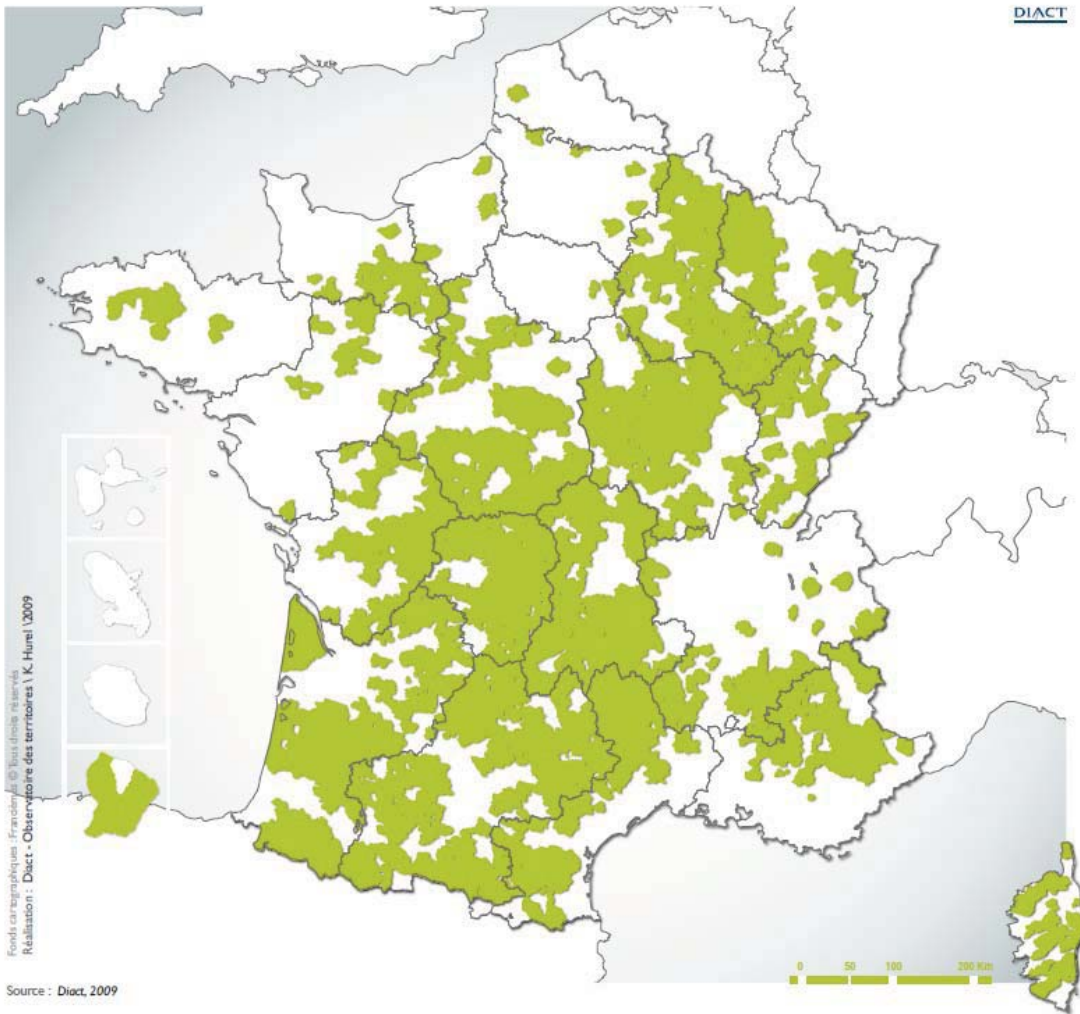 DIACT
Fonds cartographiques : Francièmes © Tous droits réservés
Réalisation : Diact - Observatoire des territoires \ K. Hurel \2009
0 50 100 200 Km
Source : Diact, 2009